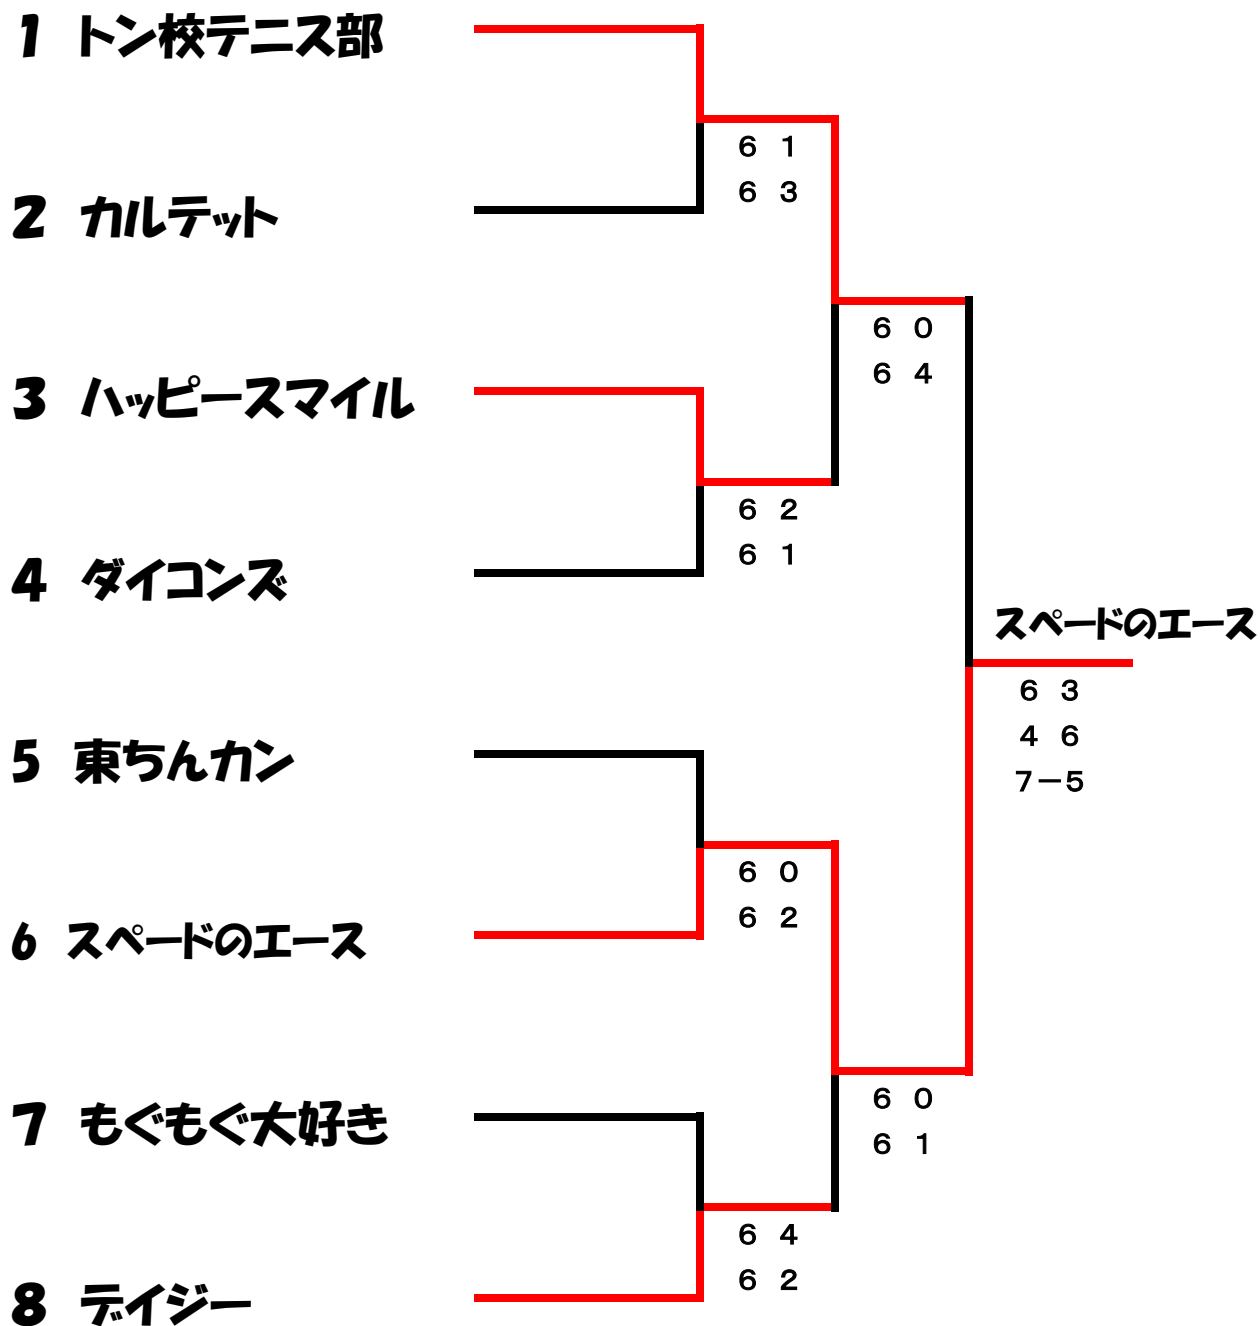 1 トン校テニス部
6 1
6 3
2 カルテット
6 0
6 4
3 ハッピースマイル
6 2
6 1
4 ダイコンズ
スペードのエース
6 3
4 6
7－5
5 東ちんカン
6 0
6 2
6 スペードのエース
6 0
6 1
7 もぐもぐ大好き
6 4
6 2
8 デイジー